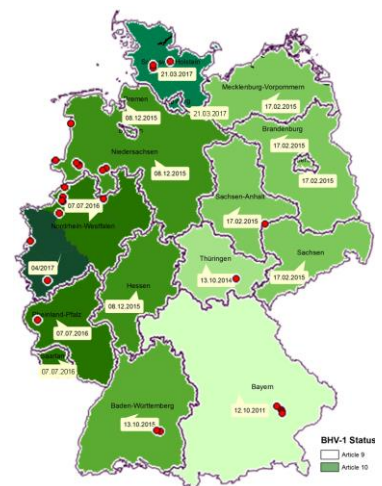 21.03.2017
Mecklenburg-Vorpommern
17.02.2015
Bremen
21.03.2017
08.12.2015
Brandenburg
17.02.2015
Niedersachsen
17.02.2015
08.12.2015
Sachsen-Anhalt
07.07.2016
17.02.2015
Nordrhein-Westfalen
Sachsen
Thüringen
04/2017
13.10.2014
17.02.2015
Hessen
08.12.2015
Rheinland-Pfalz
07.07.2016
07.07.2016
Bayern
Baden-Württemberg
12.10.2011
13.10.2015
BHV-1 Status
Article 9
Article 10